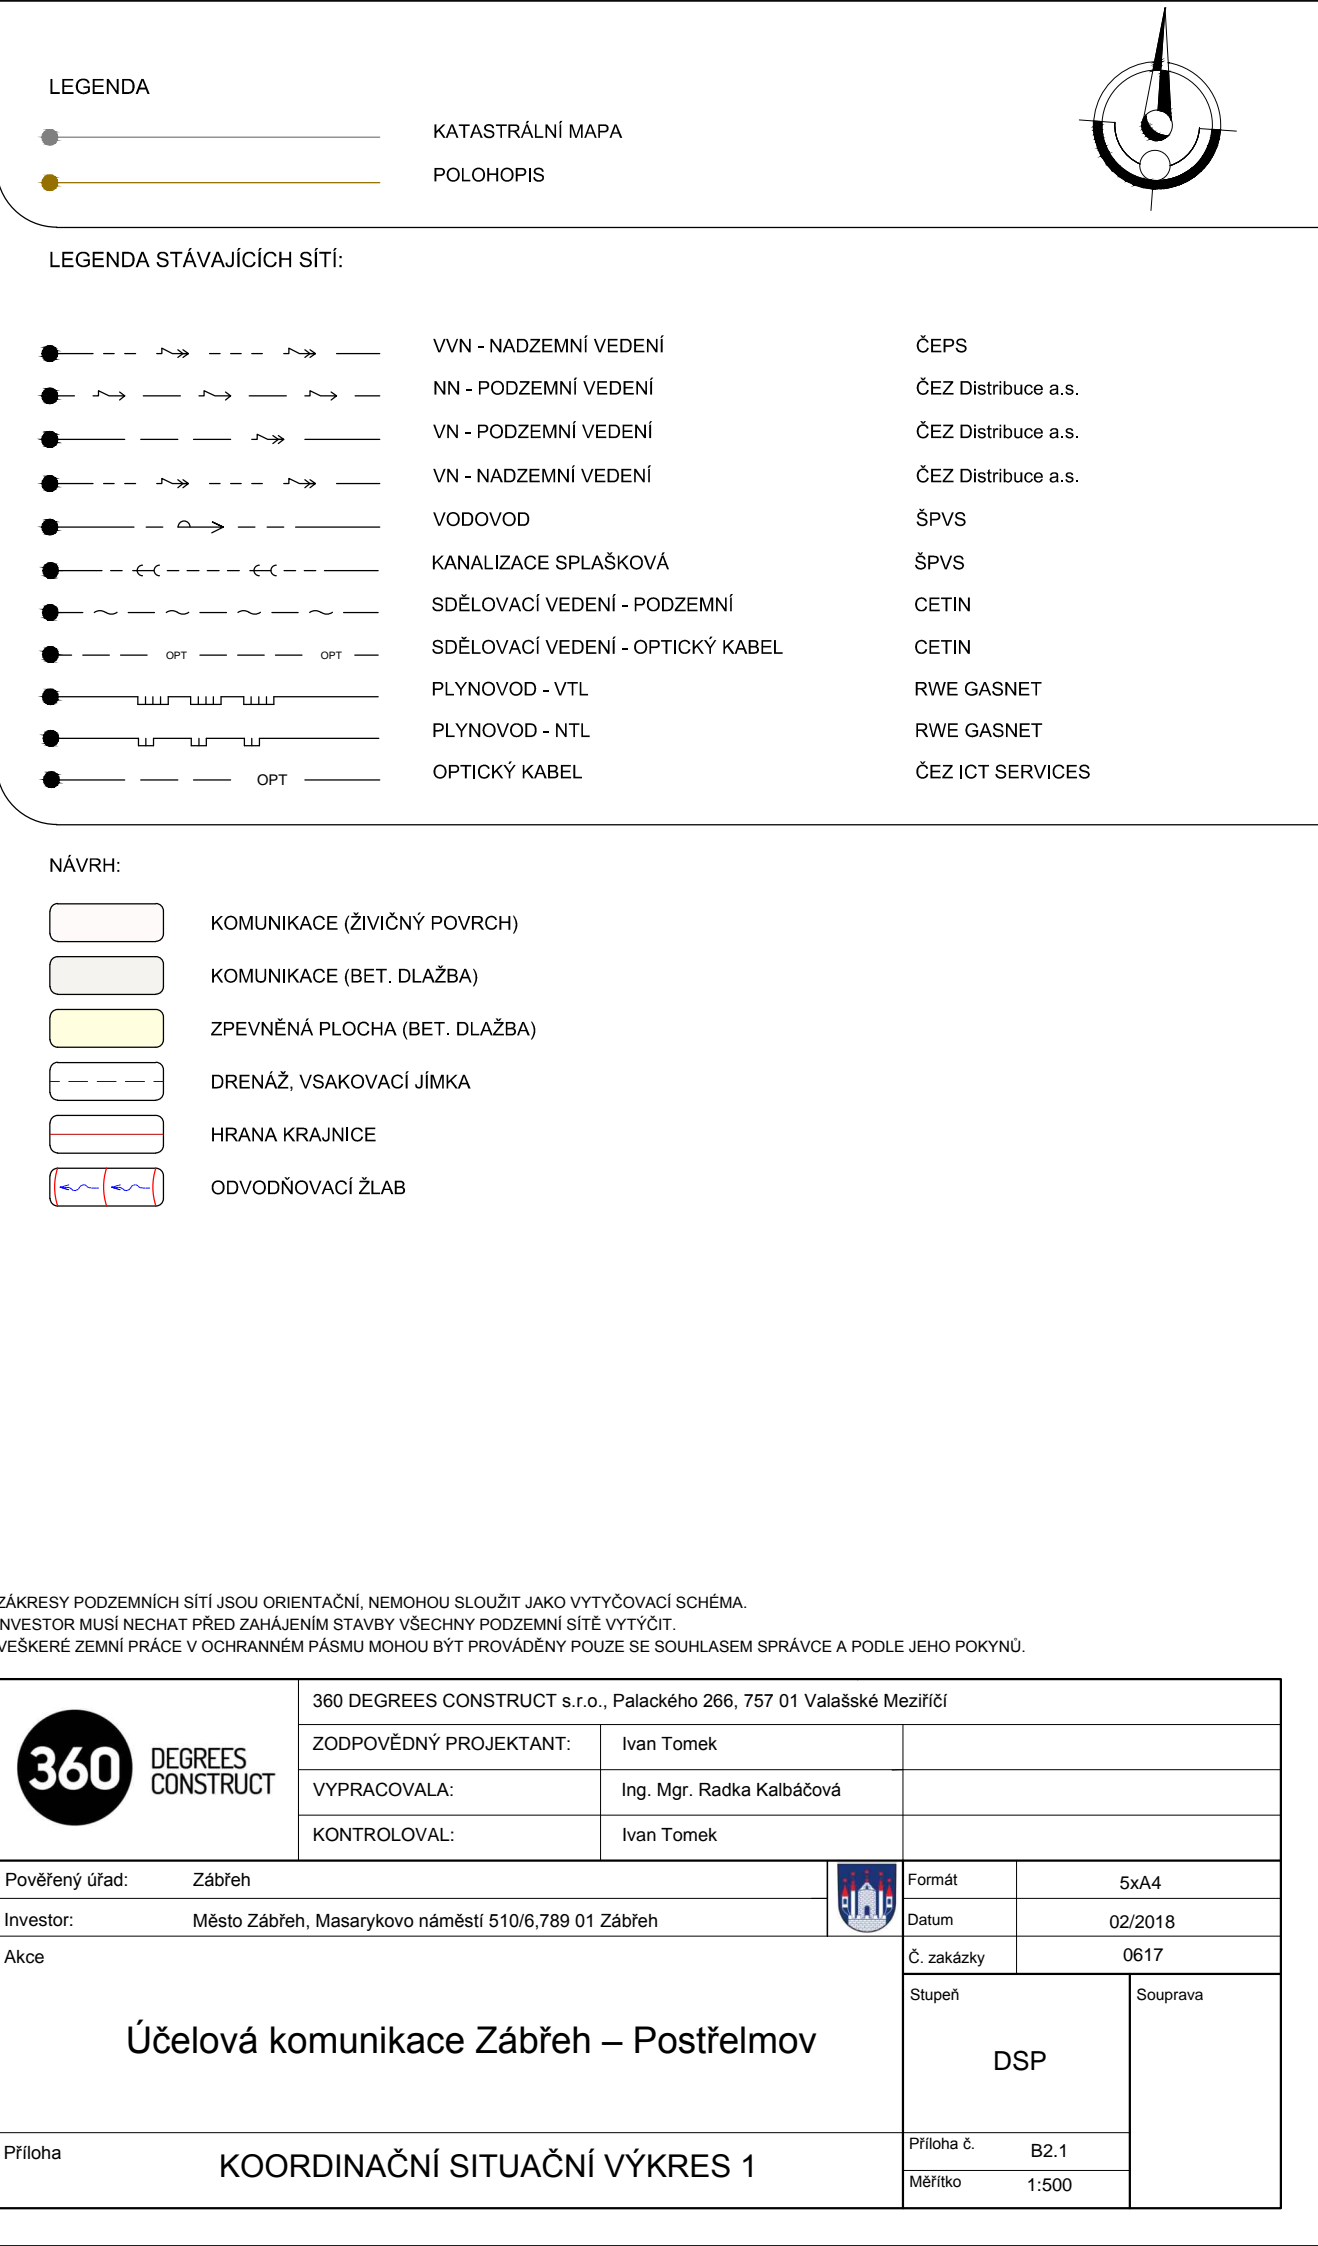 LEGENDA
KATASTRÁLNÍ MAPA
POLOHOPIS
LEGENDA STÁVAJÍCÍCH SÍTÍ:
VVN - NADZEMNÍ VEDENÍ ČEPS
NN - PODZEMNÍ VEDENÍ ČEZ Distribuce a.s.
VN - PODZEMNÍ VEDENÍ ČEZ Distribuce a.s.
VN - NADZEMNÍ VEDENÍ ČEZ Distribuce a.s.
VODOVOD ŠPVS
KANALIZACE SPLAŠKOVÁ ŠPVS
SDĚLOVACÍ VEDENÍ - PODZEMNÍ CETIN
OPT OPT SDĚLOVACÍ VEDENÍ - OPTICKÝ KABEL CETIN
PLYNOVOD - VTL RWE GASNET
PLYNOVOD - NTL RWE GASNET
OPT OPTICKÝ KABEL ČEZ ICT SERVICES
NÁVRH:
KOMUNIKACE (ŽIVIČNÝ POVRCH)
KOMUNIKACE (BET. DLAŽBA)
ZPEVNĚNÁ PLOCHA (BET. DLAŽBA)
DRENÁŽ, VSAKOVACÍ JÍMKA
HRANA KRAJNICE
ODVODŇOVACÍ ŽLAB
ZÁKRESY PODZEMNÍCH SÍTÍ JSOU ORIENTAČNÍ, NEMOHOU SLOUŽIT JAKO VYTYČOVACÍ SCHÉMA.
INVESTOR MUSÍ NECHAT PŘED ZAHÁJENÍM STAVBY VŠECHNY PODZEMNÍ SÍTĚ VYTÝČIT.
VEŠKERÉ ZEMNÍ PRÁCE V OCHRANNÉM PÁSMU MOHOU BÝT PROVÁDĚNY POUZE SE SOUHLASEM SPRÁVCE A PODLE JEHO POKYNŮ.
360 DEGREES
CONSTRUCT
360 DEGREES CONSTRUCT s.r.o., Palackého 266, 757 01 Valašské Meziříčí
ZODPOVĚDNÝ PROJEKTANT: Ivan Tomek
VYPRACOVALA: Ing. Mgr. Radka Kalbáčová
KONTROLOVAL: Ivan Tomek
Pověřený úřad: Zábřeh
Formát 5xA4
Investor: Město Zábřeh, Masarykovo náměstí 510/6,789 01 Zábřeh
Datum 02/2018
Akce
Č. zakázky 0617
Účelová komunikace Zábřeh – Postřelmov
Stupeň
DSP
Souprava
Příloha
KOORDINAČNÍ SITUAČNÍ VÝKRES 1
Příloha č. B2.1
Měřítko 1:500